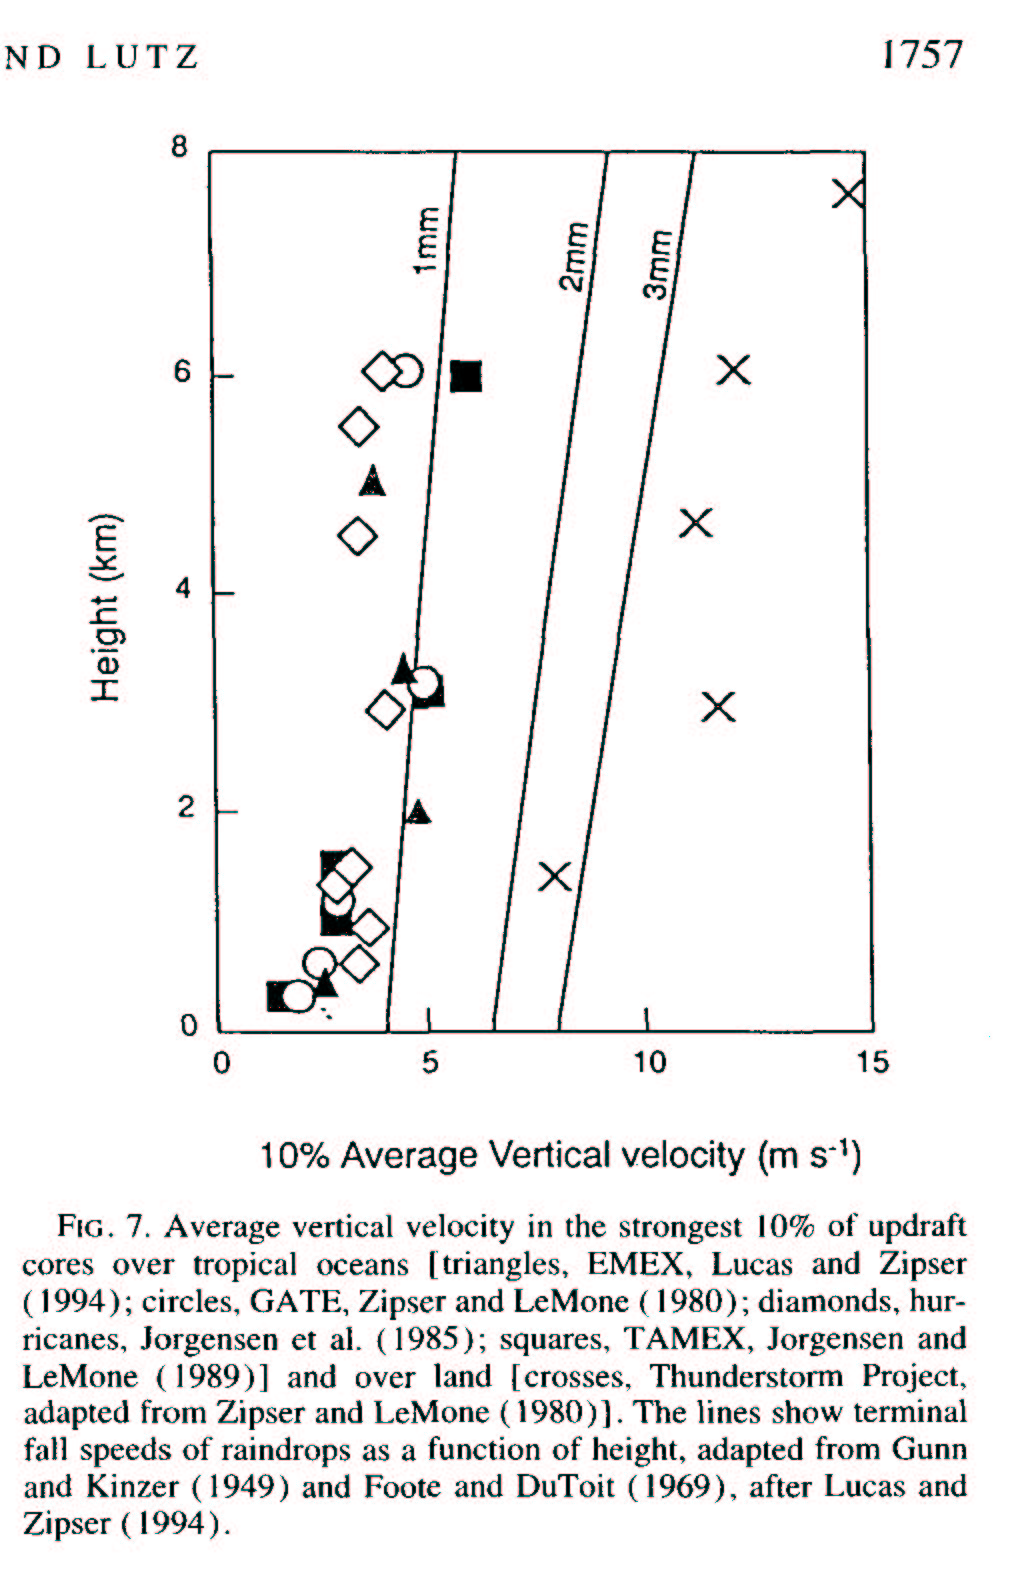 ND LUTZ
1757
8
6
4
2
0
Height (km)
1mm
2mm
3mm
0
5
10
15
10% Average Vertical velocity (m s-1)
FIG. 7. Average vertical velocity in the strongest 10% of updraft
cores over tropical oceans [triangles, EMEX, Lucas and Zipser
(1994); circles, GATE, Zipser and LeMone (1980); diamonds, hur-
ricanes, Jorgensen et al. (1985); squares, TAMEX, Jorgensen and
LeMone (1989)] and over land [crosses, Thunderstorm Project,
adapted from Zipser and LeMone (1980)]. The lines show terminal
fall speeds of raindrops as a function of height, adapted from Gunn
and Kinzer (1949) and Foote and DuToit (1969), after Lucas and
Zipser (1994).